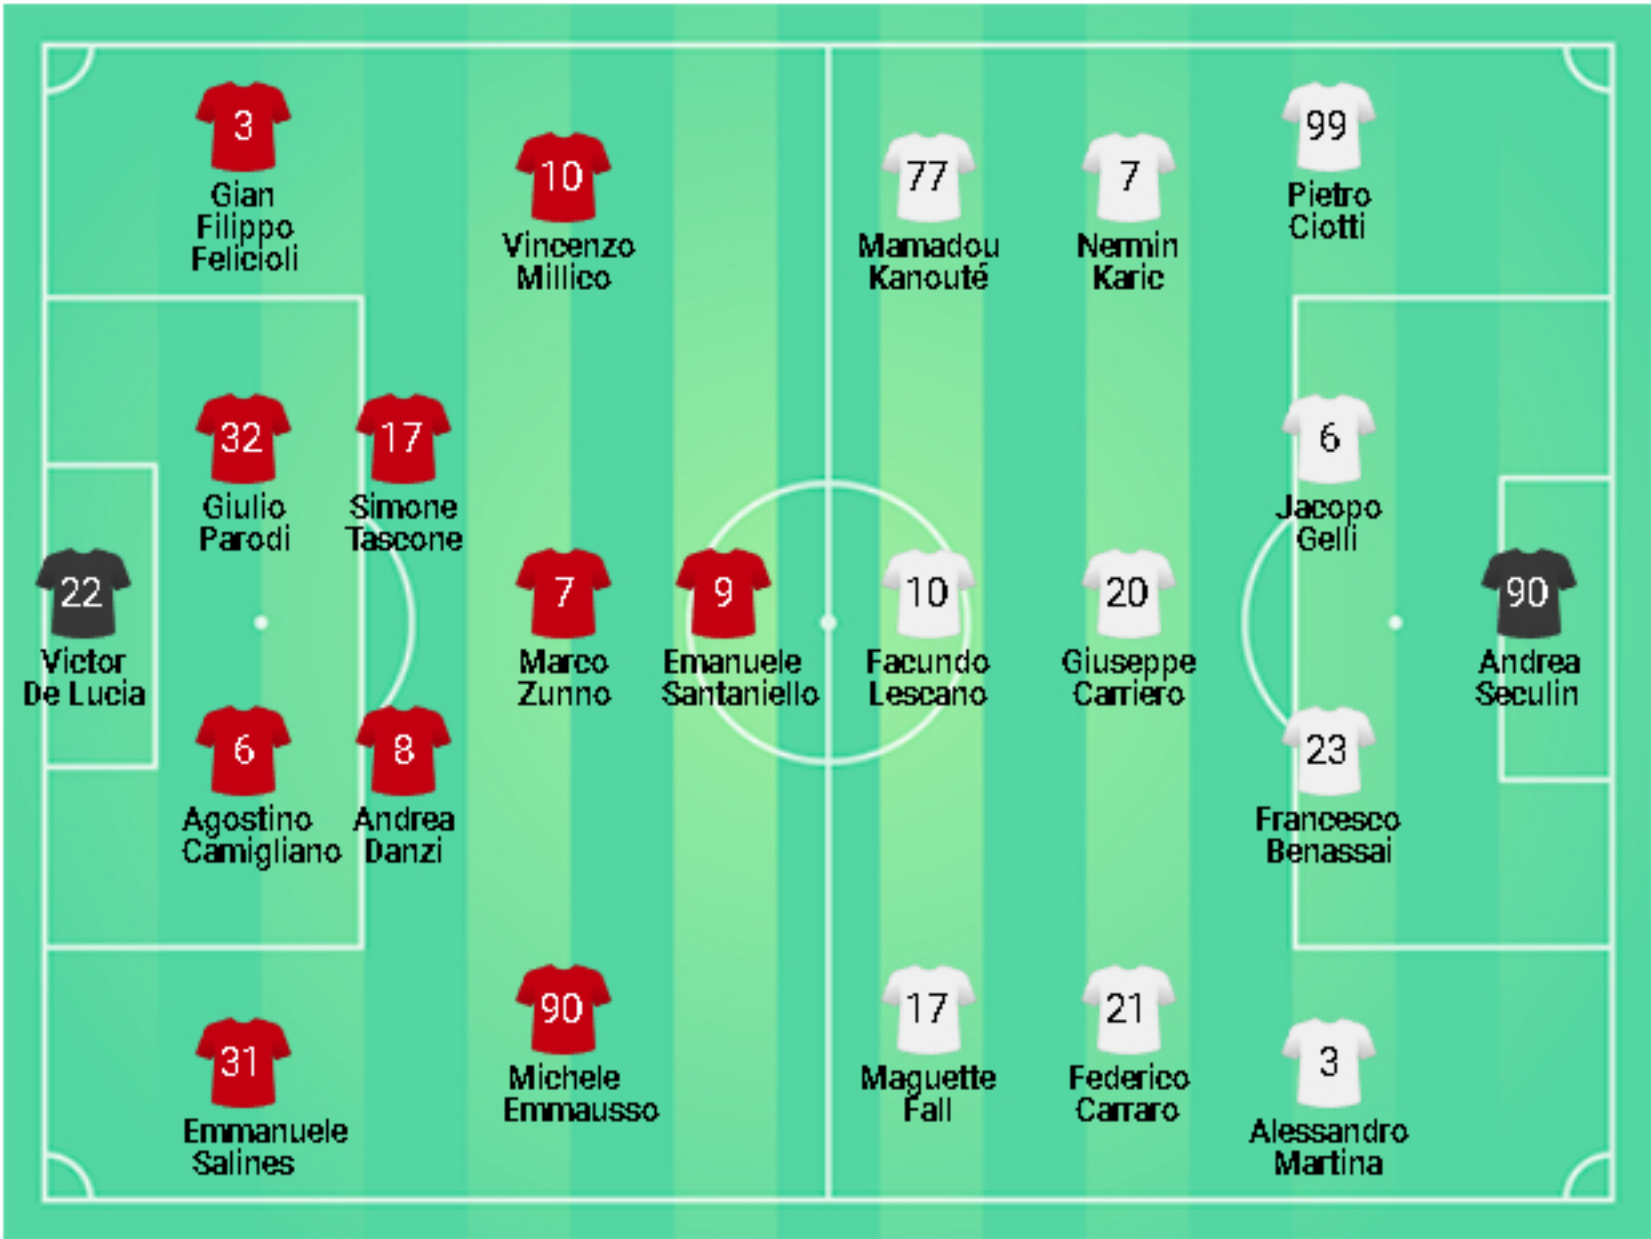 3
Gian
Filippo
Felicioli
10
Vincenzo
Millico
77
Mamadou
Kanouté
7
Nermin
Karic
99
Pietro
Ciotti
32
Giulio
Parodi
17
Simone
Tascone
6
Jacopo
Gelli
22
Victor
De Lucia
7
Marco
Zunno
9
Emanuele
Santaniello
10
Facundo
Lescano
20
Giuseppe
Carriero
90
Andrea
Seculin
6
Agostino
Camigliano
8
Andrea
Danzi
23
Francesco
Benassai
31
Emmanuele
Salines
90
Michele
Emmausso
17
Maguette
Fall
21
Federico
Carraro
3
Alessandro
Martina